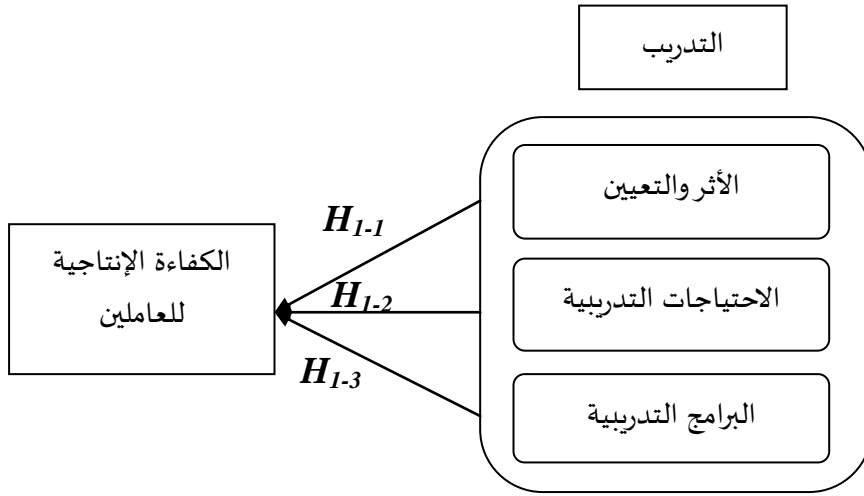 التدريب
الأثر والتعيين
الاحتياجات التدريبية
البرامج التدريبية
H1-1
H1-2
H1-3
الكفاءة الإنتاجية
للعاملين